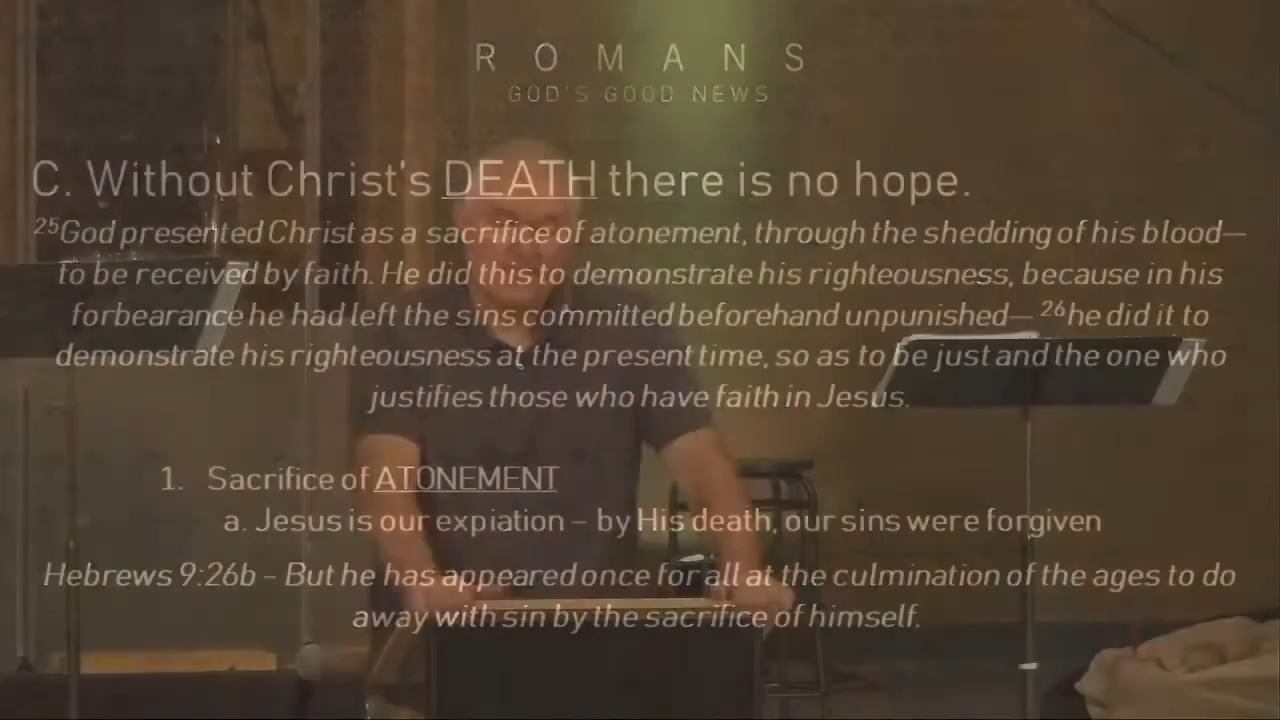 ROMANS
GOD'S GOOD NEWS
C. Without Christ's DEATH there is no hope.
²⁵God presented Christ as a sacrifice of atonement, through the shedding of his blood—
to be received by faith. He did this to demonstrate his righteousness, because in his
forbearance he had left the sins committed beforehand unpunished— ²⁶he did it to
demonstrate his righteousness at the present time, so as to be just and the one who
justifies those who have faith in Jesus.
1. Sacrifice of ATONEMENT
a. Jesus is our expiation – by His death, our sins were forgiven
Hebrews 9:26b – But he has appeared once for all at the culmination of the ages to do
away with sin by the sacrifice of himself.